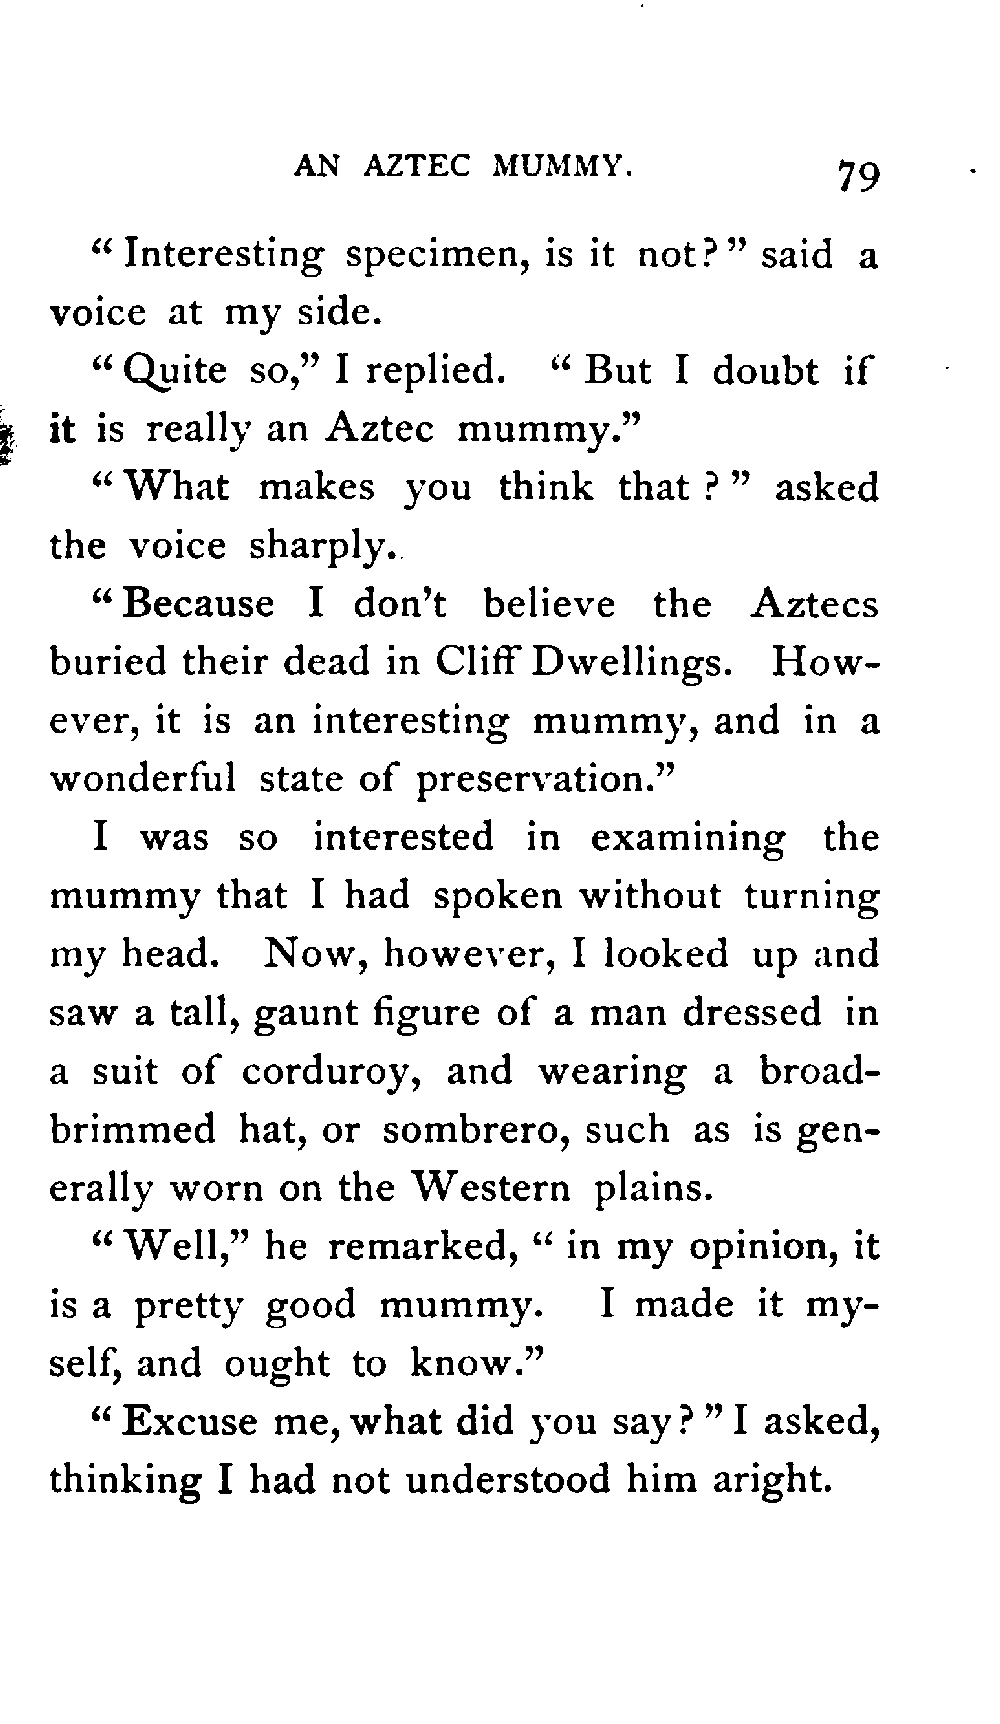 AN AZTEC MUMMY. 79
“Interesting specimen, is it not?” said a
voice at my side.
“Quite so,” I replied. “But I doubt if
it is really an Aztec mummy.”
“What makes you think that?” asked
the voice sharply.
“Because I don't believe the Aztecs
buried their dead in Cliff Dwellings. How-
ever, it is an interesting mummy, and in a
wonderful state of preservation.”
I was so interested in examining the
mummy that I had spoken without turning
my head. Now, however, I looked up and
saw a tall, gaunt figure of a man dressed in
a suit of corduroy, and wearing a broad-
brimmed hat, or sombrero, such as is gen-
erally worn on the Western plains.
“Well,” he remarked, “in my opinion, it
is a pretty good mummy. I made it my-
self, and ought to know.”
“Excuse me, what did you say?” I asked,
thinking I had not understood him aright.